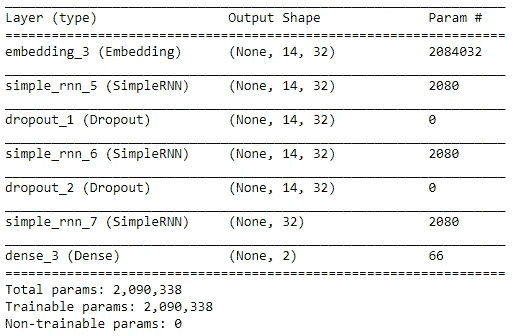 Layer (type) Output Shape Param #
embedding_3 (Embedding) (None, 14, 32) 2084032
simple_rnn_5 (SimpleRNN) (None, 14, 32) 2080
dropout_1 (Dropout) (None, 14, 32) 0
simple_rnn_6 (SimpleRNN) (None, 14, 32) 2080
dropout_2 (Dropout) (None, 14, 32) 0
simple_rnn_7 (SimpleRNN) (None, 32) 2080
dense_3 (Dense) (None, 2) 66
Total params: 2,090,338
Trainable params: 2,090,338
Non-trainable params: 0